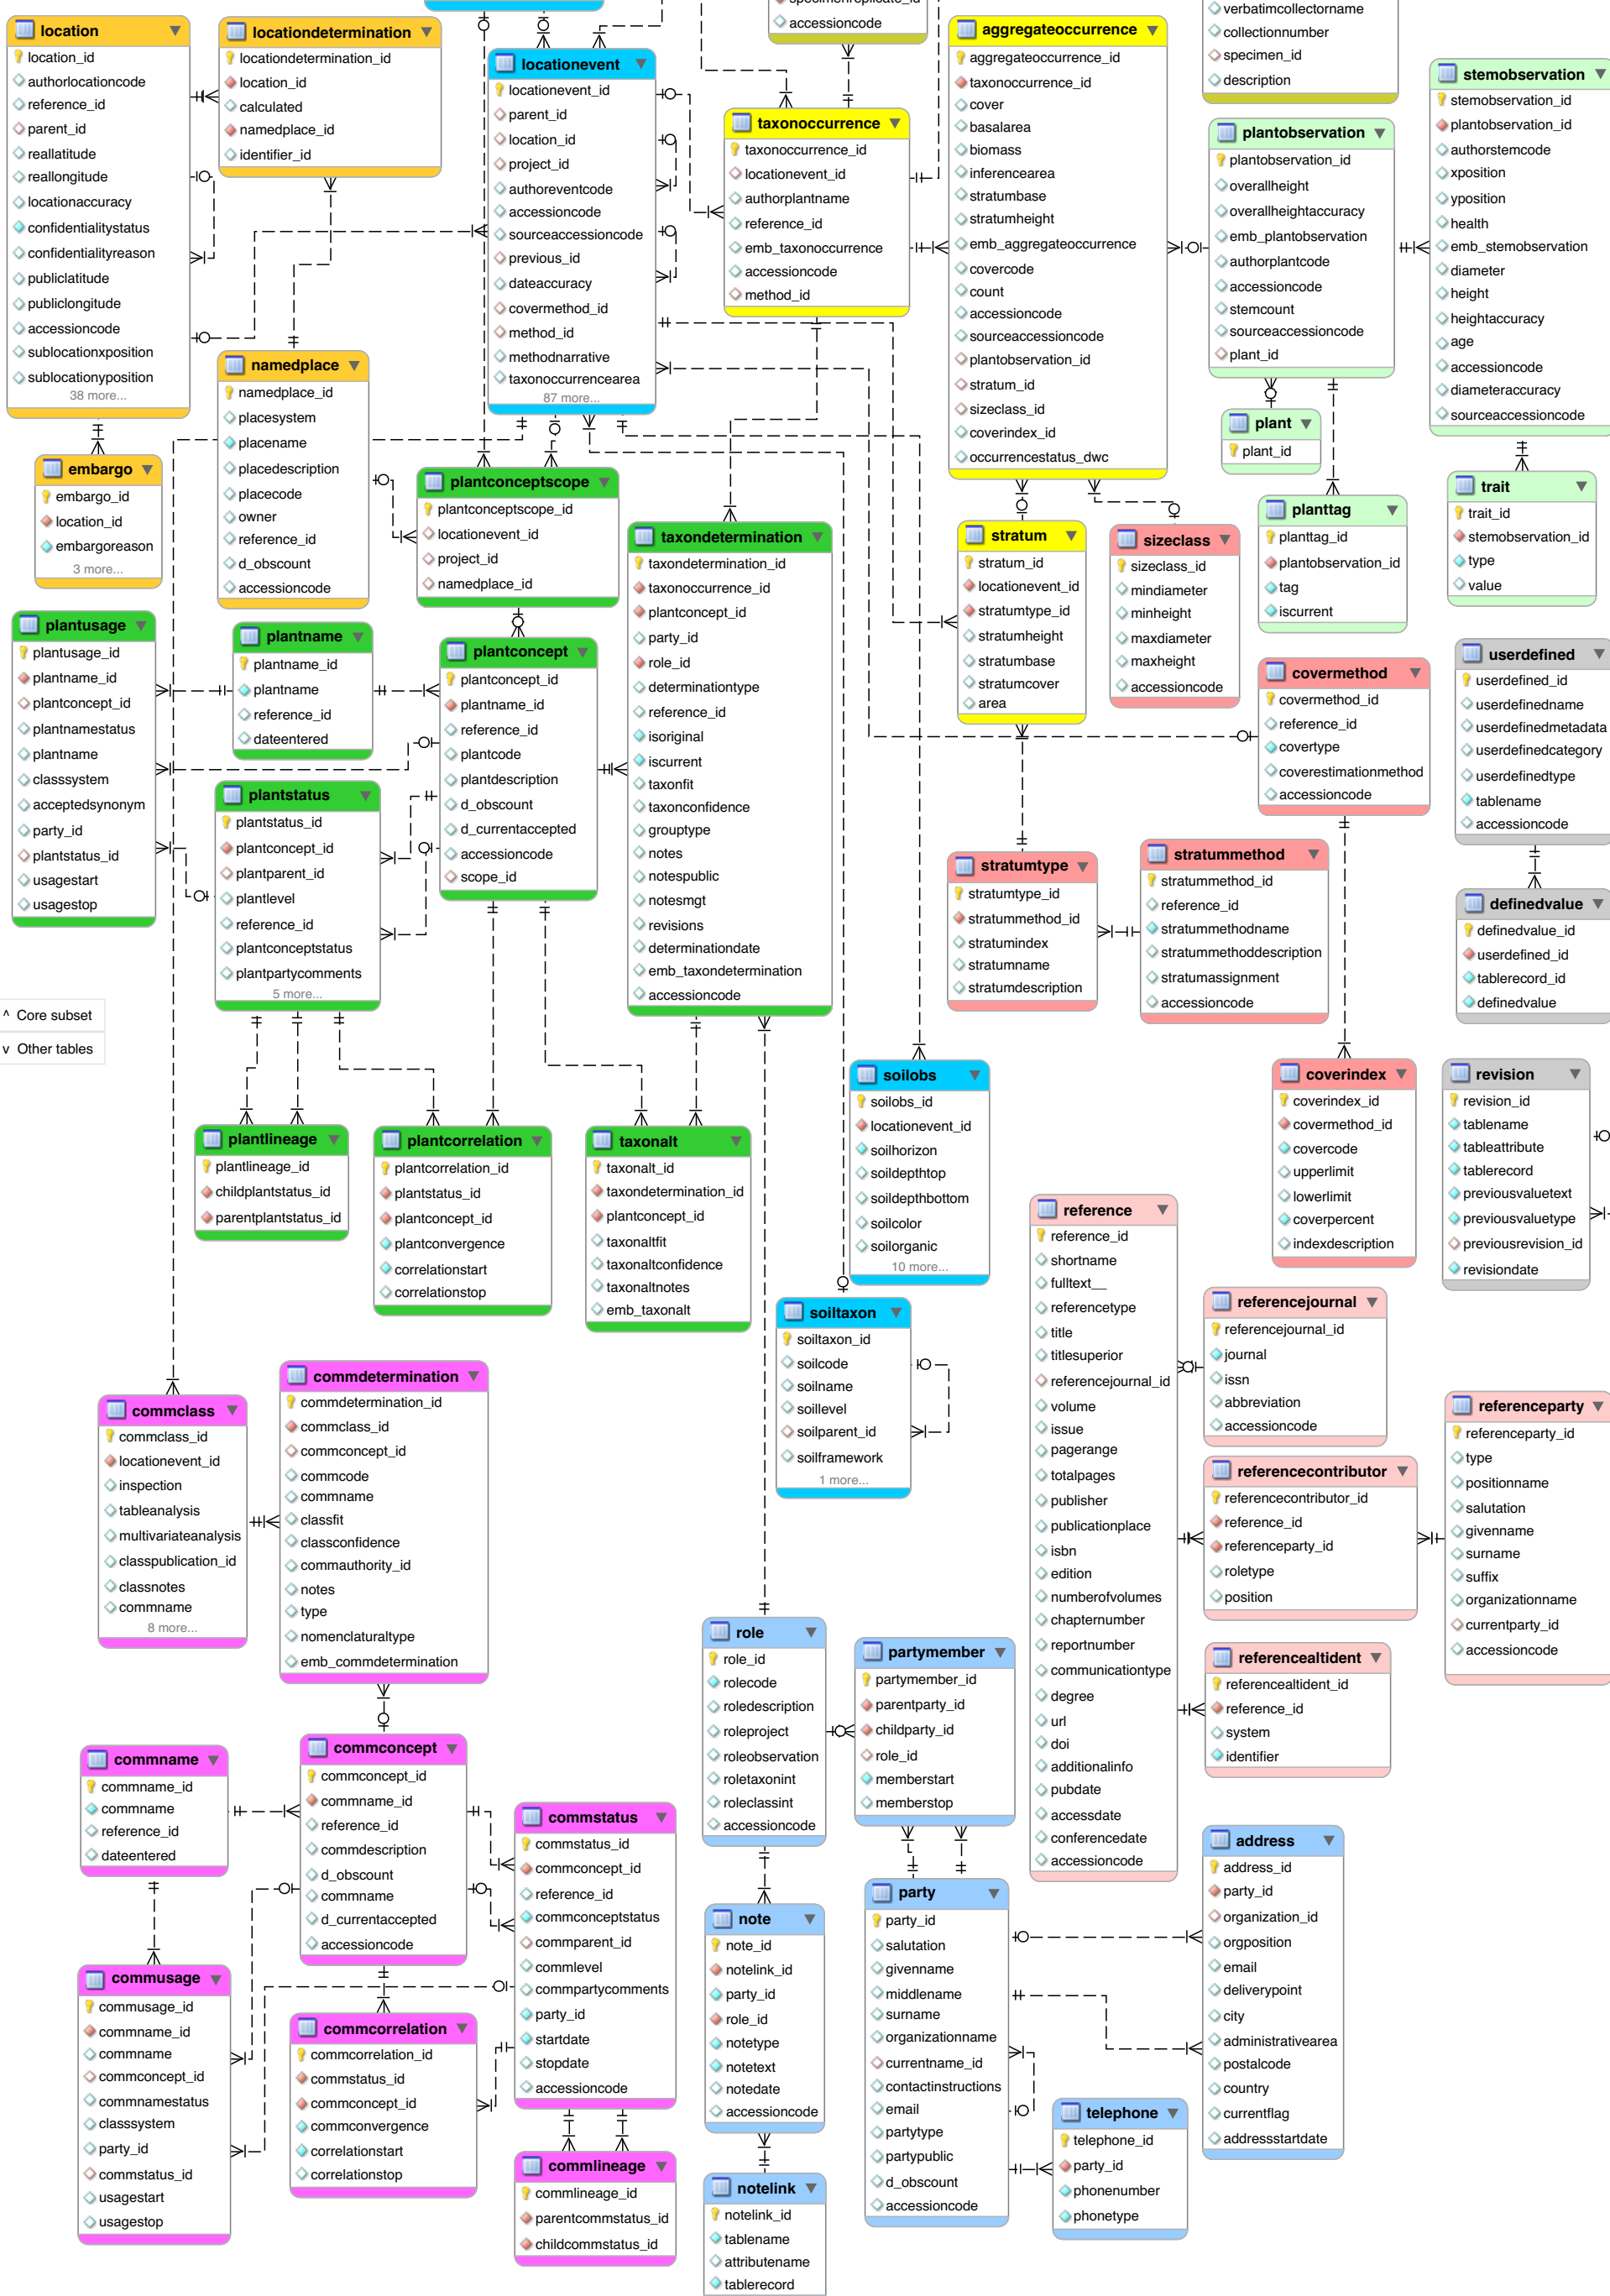 specimenreplicate_id
accessioncode
verbatimcollectorname
collectionnumber
specimen_id
description
location
location_id
authorlocationcode
reference_id
parent_id
reallatitude
reallongitude
locationaccuracy
confidentialitystatus
confidentialityreason
publiclatitude
publiclongitude
accessioncode
sublocationxposition
sublocationyposition
38 more...
locationdetermination
locationdetermination_id
location_id
calculated
namedplace_id
identifier_id
locationevent
locationevent_id
parent_id
location_id
project_id
authoreventcode
accessioncode
sourceaccessioncode
previous_id
dateaccuracy
covermethod_id
method_id
methodnarrative
taxonoccurrencearea
87 more...
taxonoccurrence
taxonoccurrence_id
locationevent_id
authorplantname
reference_id
emb_taxonoccurrence
accessioncode
method_id
aggregateoccurrence
aggregateoccurrence_id
taxonoccurrence_id
cover
basalarea
biomass
inferencearea
stratumbase
stratumheight
emb_aggregateoccurrence
covercode
count
accessioncode
sourceaccessioncode
plantobservation_id
stratum_id
sizeclass_id
coverindex_id
occurrencestatus_dwc
plantobservation
plantobservation_id
overallheight
overallheightaccuracy
emb_plantobservation
authorplantcode
accessioncode
stemcount
sourceaccessioncode
plant_id
stemobservation
stemobservation_id
plantobservation_id
authorstemcode
xposition
yposition
health
emb_stemobservation
diameter
height
heightaccuracy
age
accessioncode
diameteraccuracy
sourceaccessioncode
embargo
embargo_id
location_id
embargoreason
3 more...
namedplace
namedplace_id
placesystem
placename
placedescription
placecode
owner
reference_id
d_obscount
accessioncode
plantconceptscope
plantconceptscope_id
locationevent_id
project_id
namedplace_id
taxondetermination
taxondetermination_id
taxonoccurrence_id
plantconcept_id
party_id
role_id
determinationtype
reference_id
isoriginal
iscurrent
taxonfit
taxonconfidence
grouptype
notes
notespublic
notesmgt
revisions
determinationdate
emb_taxondetermination
accessioncode
stratum
stratum_id
locationevent_id
stratumtype_id
stratumheight
stratumbase
stratumcover
area
sizeclass
sizeclass_id
mindiameter
minheight
maxdiameter
maxheight
accessioncode
plant
plant_id
planttag
planttag_id
plantobservation_id
tag
iscurrent
trait
trait_id
stemobservation_id
type
value
plantusage
plantusage_id
plantname_id
plantconcept_id
plantnamestatus
plantname
classsystem
acceptedsynonym
party_id
plantstatus_id
usagestart
usagestop
plantname
plantname_id
plantname
reference_id
dateentered
plantconcept
plantconcept_id
plantname_id
reference_id
plantcode
plantdescription
d_obscount
d_currentaccepted
accessioncode
scope_id
plantstatus
plantstatus_id
plantconcept_id
plantparent_id
plantlevel
reference_id
plantconceptstatus
plantpartycomments
5 more...
covermethod
covermethod_id
reference_id
covertype
coverestimationmethod
accessioncode
userdefined
userdefined_id
userdefinedname
userdefinedmetadata
userdefinedcategory
userdefinedtype
tablename
accessioncode
stratumtype
stratumtype_id
stratummethod_id
stratumindex
stratumname
stratumdescription
stratummethod
stratummethod_id
reference_id
stratummethodname
stratummethoddescription
stratumassignment
accessioncode
definedvalue
definedvalue_id
userdefined_id
tablerecord_id
definedvalue
^ Core subset
v Other tables
plantlineage
plantlineage_id
childplantstatus_id
parentplantstatus_id
plantcorrelation
plantcorrelation_id
plantstatus_id
plantconcept_id
plantconvergence
correlationstart
correlationstop
taxonalt
taxonalt_id
taxondetermination_id
plantconcept_id
taxonaltfit
taxonaltconfidence
taxonaltnotes
emb_taxonalt
soilobs
soilobs_id
locationevent_id
soilhorizon
soildepthtop
soildepthbottom
soilcolor
soilorganic
10 more...
coverindex
coverindex_id
covermethod_id
covercode
upperlimit
lowerlimit
coverpercent
indexdescription
revision
revision_id
tablename
tableattribute
tablerecord
previousvaluetext
previousvaluetype
previousrevision_id
revisiondate
soiltaxon
soiltaxon_id
soilcode
soilname
soillevel
soilparent_id
soilframework
1 more...
reference
reference_id
shortname
fulltext__
referencetype
title
titlesuperior
referencejournal_id
volume
issue
pagerange
totalpages
publisher
publicationplace
isbn
edition
numberofvolumes
chapternumber
reportnumber
communicationtype
degree
url
doi
additionalinfo
pubdate
accessdate
conferencedate
accessioncode
referencejournal
referencejournal_id
journal
issn
abbreviation
accessioncode
referencecontributor
referencecontributor_id
reference_id
referenceparty_id
roletype
position
referenceparty
referenceparty_id
type
positionname
salutation
givenname
surname
suffix
organizationname
currentparty_id
accessioncode
referencealtident
referencealtident_id
reference_id
system
identifier
commclass
commclass_id
locationevent_id
inspection
tableanalysis
multivariateanalysis
classpublication_id
classnotes
commname
8 more...
commdetermination
commdetermination_id
commclass_id
commconcept_id
commcode
commname
classfit
classconfidence
commauthority_id
notes
type
nomenclaturaltype
emb_commdetermination
role
role_id
rolecode
roledescription
roleproject
roleobservation
roletaxonint
roleclassint
accessioncode
partymember
partymember_id
parentparty_id
childparty_id
role_id
memberstart
memberstop
commname
commname_id
commname
reference_id
dateentered
commconcept
commconcept_id
commname_id
reference_id
commdescription
d_obscount
commname
d_currentaccepted
accessioncode
commstatus
commstatus_id
commconcept_id
reference_id
commconceptstatus
commparent_id
commlevel
commpartycomments
party_id
startdate
stopdate
accessioncode
note
note_id
notelink_id
party_id
role_id
notetype
notetext
notedate
accessioncode
party
party_id
salutation
givenname
middlename
surname
organizationname
currentname_id
contactinstructions
email
partytype
partypublic
d_obscount
accessioncode
address
address_id
party_id
organization_id
orgposition
email
deliverypoint
city
administrativearea
postalcode
country
currentflag
addressstartdate
commusage
commusage_id
commname_id
commname
commconcept_id
commnamestatus
classsystem
party_id
commstatus_id
usagestart
usagestop
commcorrelation
commcorrelation_id
commstatus_id
commconcept_id
commconvergence
correlationstart
correlationstop
commlineage
commlineage_id
parentcommstatus_id
childcommstatus_id
telephone
telephone_id
party_id
phonenumber
phonetype
notelink
notelink_id
tablename
attributename
tablerecord